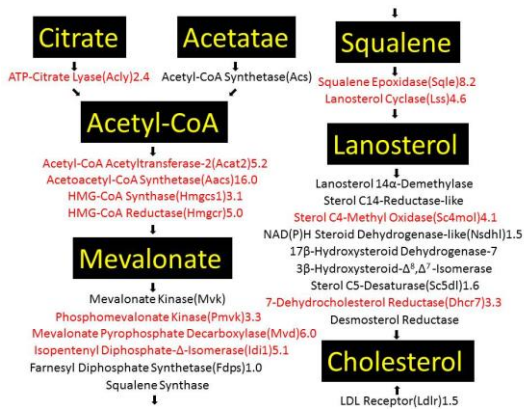 Citrate
Acetatae
ATP-Citrate Lyase(Acly)2.4
Acetyl-CoA Synthetase(Acs)
Acetyl-CoA
Acetyl-CoA Acetyltransferase-2(Acat2)5.2
Acetoacetyl-CoA Synthetase(Aacs)16.0
HMG-CoA Synthase(Hmgcs1)3.1
HMG-CoA Reductase(Hmgcr)5.0
Mevalonate
Mevalonate Kinase(Mvk)
Phosphomevalonate Kinase(Pmvk)3.3
Mevalonate Pyrophosphate Decarboxylase(Mvd)6.0
Isopentenyl Diphosphate-Δ-Isomerase(Idi1)5.1
Farnesyl Diphosphate Synthetase(Fdps)1.0
Squalene Synthase
Squalene
Squalene Epoxidase(Sqle)8.2
Lanosterol Cyclase(Lss)4.6
Lanosterol
Lanosterol 14α-Demethylase
Sterol C14-Reductase-like
Sterol C4-Methyl Oxidase(Sc4mol)4.1
NAD(P)H Steroid Dehydrogenase-like(Nsdhl)1.5
17β-Hydroxysteroid Dehydrogenase-7
3β-Hydroxysteroid-Δ⁸,Δ⁷-Isomerase
Sterol C5-Desaturase(Sc5dl)1.6
7-Dehydrocholesterol Reductase(Dhcr7)3.3
Desmosterol Reductase
Cholesterol
LDL Receptor(Ldlr)1.5